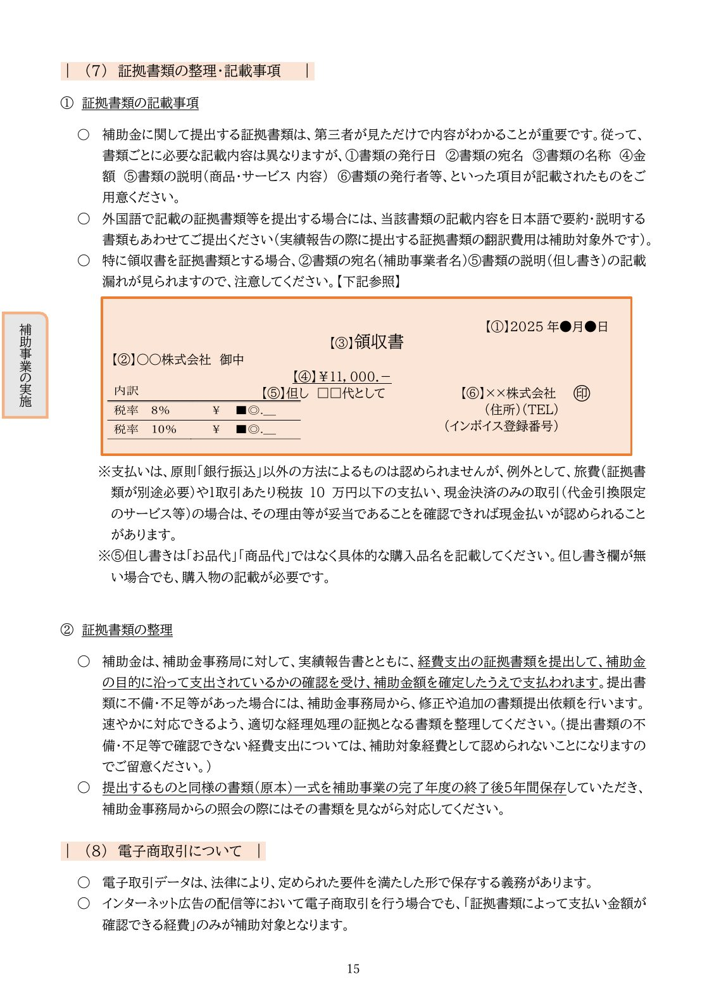 | （7） 証拠書類の整理・記載事項 |
① 証拠書類の記載事項
○ 補助金に関して提出する証拠書類は、第三者が見ただけで内容がわかることが重要です。従って、
書類ごとに必要な記載内容は異なりますが、①書類の発行日 ②書類の宛名 ③書類の名称 ④金
額 ⑤書類の説明（商品・サービス 内容） ⑥書類の発行者等、といった項目が記載されたものをご
用意ください。
○ 外国語で記載の証拠書類等を提出する場合には、当該書類の記載内容を日本語で要約・説明する
書類もあわせてご提出ください（実績報告の際に提出する証拠書類の翻訳費用は補助対象外です）。
○ 特に領収書を証拠書類とする場合、②書類の宛名（補助事業者名）⑤書類の説明（但し書き）の記載
漏れが見られますので、注意してください。【下記参照】
補助事業の実施
【①】2025 年●月●日
【③】領収書
【②】○○株式会社 御中
【④】￥11,000.－
内訳
【⑤】但し □□代として
【⑥】××株式会社 ㊞
税率 8% ￥ ■◎.__
（住所）（TEL）
税率 10% ￥ ■◎.__
（インボイス登録番号）
※支払いは、原則「銀行振込」以外の方法によるものは認められませんが、例外として、旅費（証拠書
類が別途必要）や1取引あたり税抜 10 万円以下の支払い、現金決済のみの取引（代金引換限定
のサービス等）の場合は、その理由等が妥当であることを確認できれば現金払いが認められること
があります。
※⑤但し書きは「お品代」「商品代」ではなく具体的な購入品名を記載してください。但し書き欄が無
い場合でも、購入物の記載が必要です。
② 証拠書類の整理
○ 補助金は、補助金事務局に対して、実績報告書とともに、経費支出の証拠書類を提出して、補助金
の目的に沿って支出されているかの確認を受け、補助金額を確定したうえで支払われます。提出書
類に不備・不足等があった場合には、補助金事務局から、修正や追加の書類提出依頼を行います。
速やかに対応できるよう、適切な経理処理の証拠となる書類を整理してください。（提出書類の不
備・不足等で確認できない経費支出については、補助対象経費として認められないことになりますの
でご留意ください。）
○ 提出するものと同様の書類（原本）一式を補助事業の完了年度の終了後5年間保存していただき、
補助金事務局からの照会の際にはその書類を見ながら対応してください。
| （8） 電子商取引について |
○ 電子取引データは、法律により、定められた要件を満たした形で保存する義務があります。
○ インターネット広告の配信等において電子商取引を行う場合でも、「証拠書類によって支払い金額が
確認できる経費」のみが補助対象となります。
15